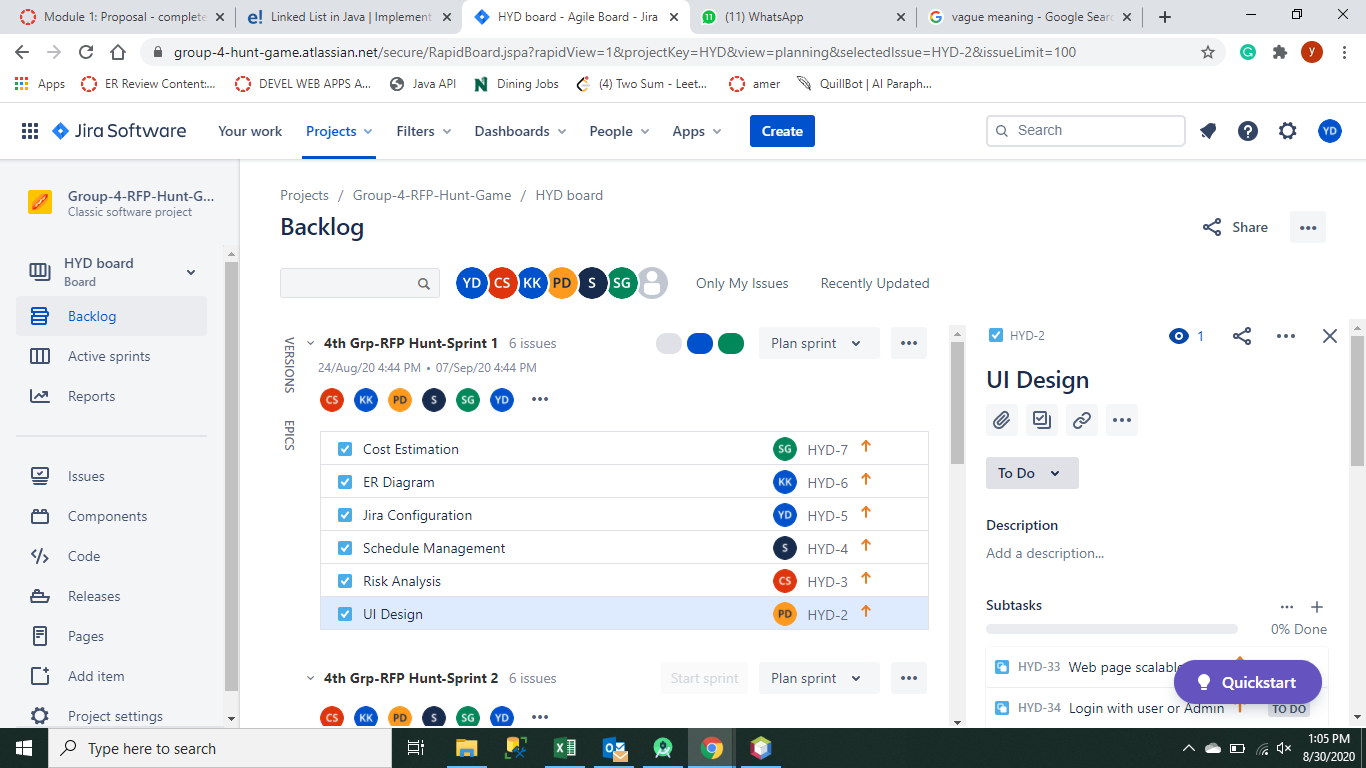 Module 1: Proposal - complete
Linked List in Java | Implement
HYD board - Agile Board - Jira
(11) WhatsApp
vague meaning - Google Searc
group-4-hunt-game.atlassian.net/secure/RapidBoard.jspa?rapidView=1&projectKey=HYD&view=planning&selectedIssue=HYD-2&issueLimit=100
y
Apps
ER Review Content:...
DEVEL WEB APPS A...
Java API
Dining Jobs
(4) Two Sum - Leet...
amer
QuillBot | AI Paraph...
Jira Software
Your work
Projects
Filters
Dashboards
People
Apps
Create
Search
YD
Group-4-RFP-Hunt-G...
Classic software project
HYD board
Board
Backlog
Active sprints
Reports
Issues
Components
Code
Releases
Pages
Add item
Project settings
Projects / Group-4-RFP-Hunt-Game / HYD board
Backlog
Share
YD CS KK PD S SG
Only My Issues
Recently Updated
VERSIONS
EPICS
4th Grp-RFP Hunt-Sprint 1 6 issues
Plan sprint
24/Aug/20 4:44 PM • 07/Sep/20 4:44 PM
CS KK PD S SG YD
Cost Estimation SG HYD-7
ER Diagram KK HYD-6
Jira Configuration YD HYD-5
Schedule Management S HYD-4
Risk Analysis CS HYD-3
UI Design PD HYD-2
4th Grp-RFP Hunt-Sprint 2 6 issues
Start sprint
Plan sprint
CS KK PD S SG YD
HYD-2
1
UI Design
To Do
Description
Add a description...
Subtasks
0% Done
HYD-33 Web page scalable
Quickstart
HYD-34 Login with user or Admin
TO DO
Type here to search
1:05 PM
8/30/2020